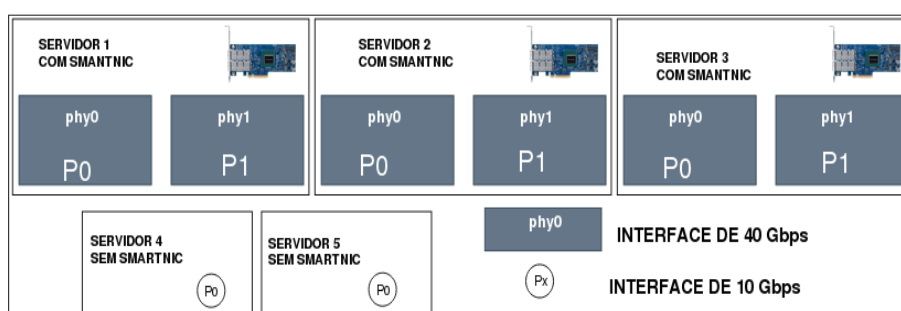 SERVIDOR 1
COM SMANTNIC
phy0
P0
phy1
P1
SERVIDOR 2
COM SMANTNIC
phy0
P0
phy1
P1
SERVIDOR 3
COM SMANTNIC
phy0
P0
phy1
P1
SERVIDOR 4
SEM SMARTNIC
P0
SERVIDOR 5
SEM SMARTNIC
P0
phy0
INTERFACE DE 40 Gbps
Px
INTERFACE DE 10 Gbps